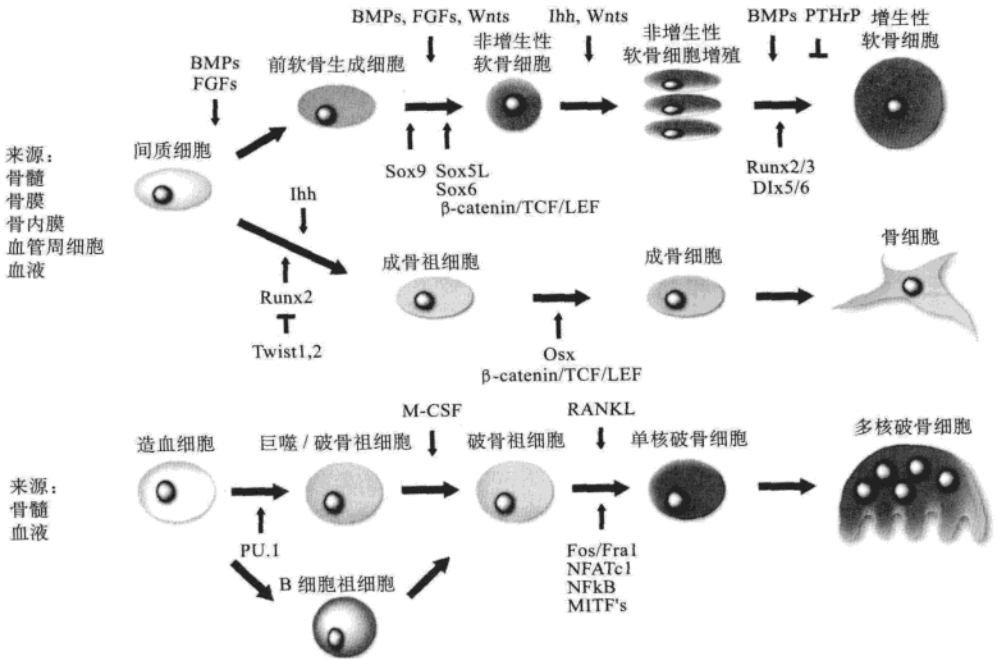 BMPs, FGFs, Wnts
Ihh, Wnts
BMPs PTHrP
增生性
软骨细胞
非增生性
软骨细胞
非增生性
软骨细胞增殖
前软骨生成细胞
BMPs
FGFs
间质细胞
来源：
骨髓
骨膜
骨内膜
血管周细胞
血液
Sox9
Sox5L
Sox6
β-catenin/TCF/LEF
Runx2/3
DIx5/6
Ihh
Runx2
Twist1,2
成骨祖细胞
成骨细胞
骨细胞
Osx
β-catenin/TCF/LEF
M-CSF
RANKL
造血细胞
巨噬/破骨祖细胞
破骨祖细胞
单核破骨细胞
多核破骨细胞
来源：
骨髓
血液
PU.1
B 细胞祖细胞
Fos/Fra1
NFATc1
NFkB
M1TF's